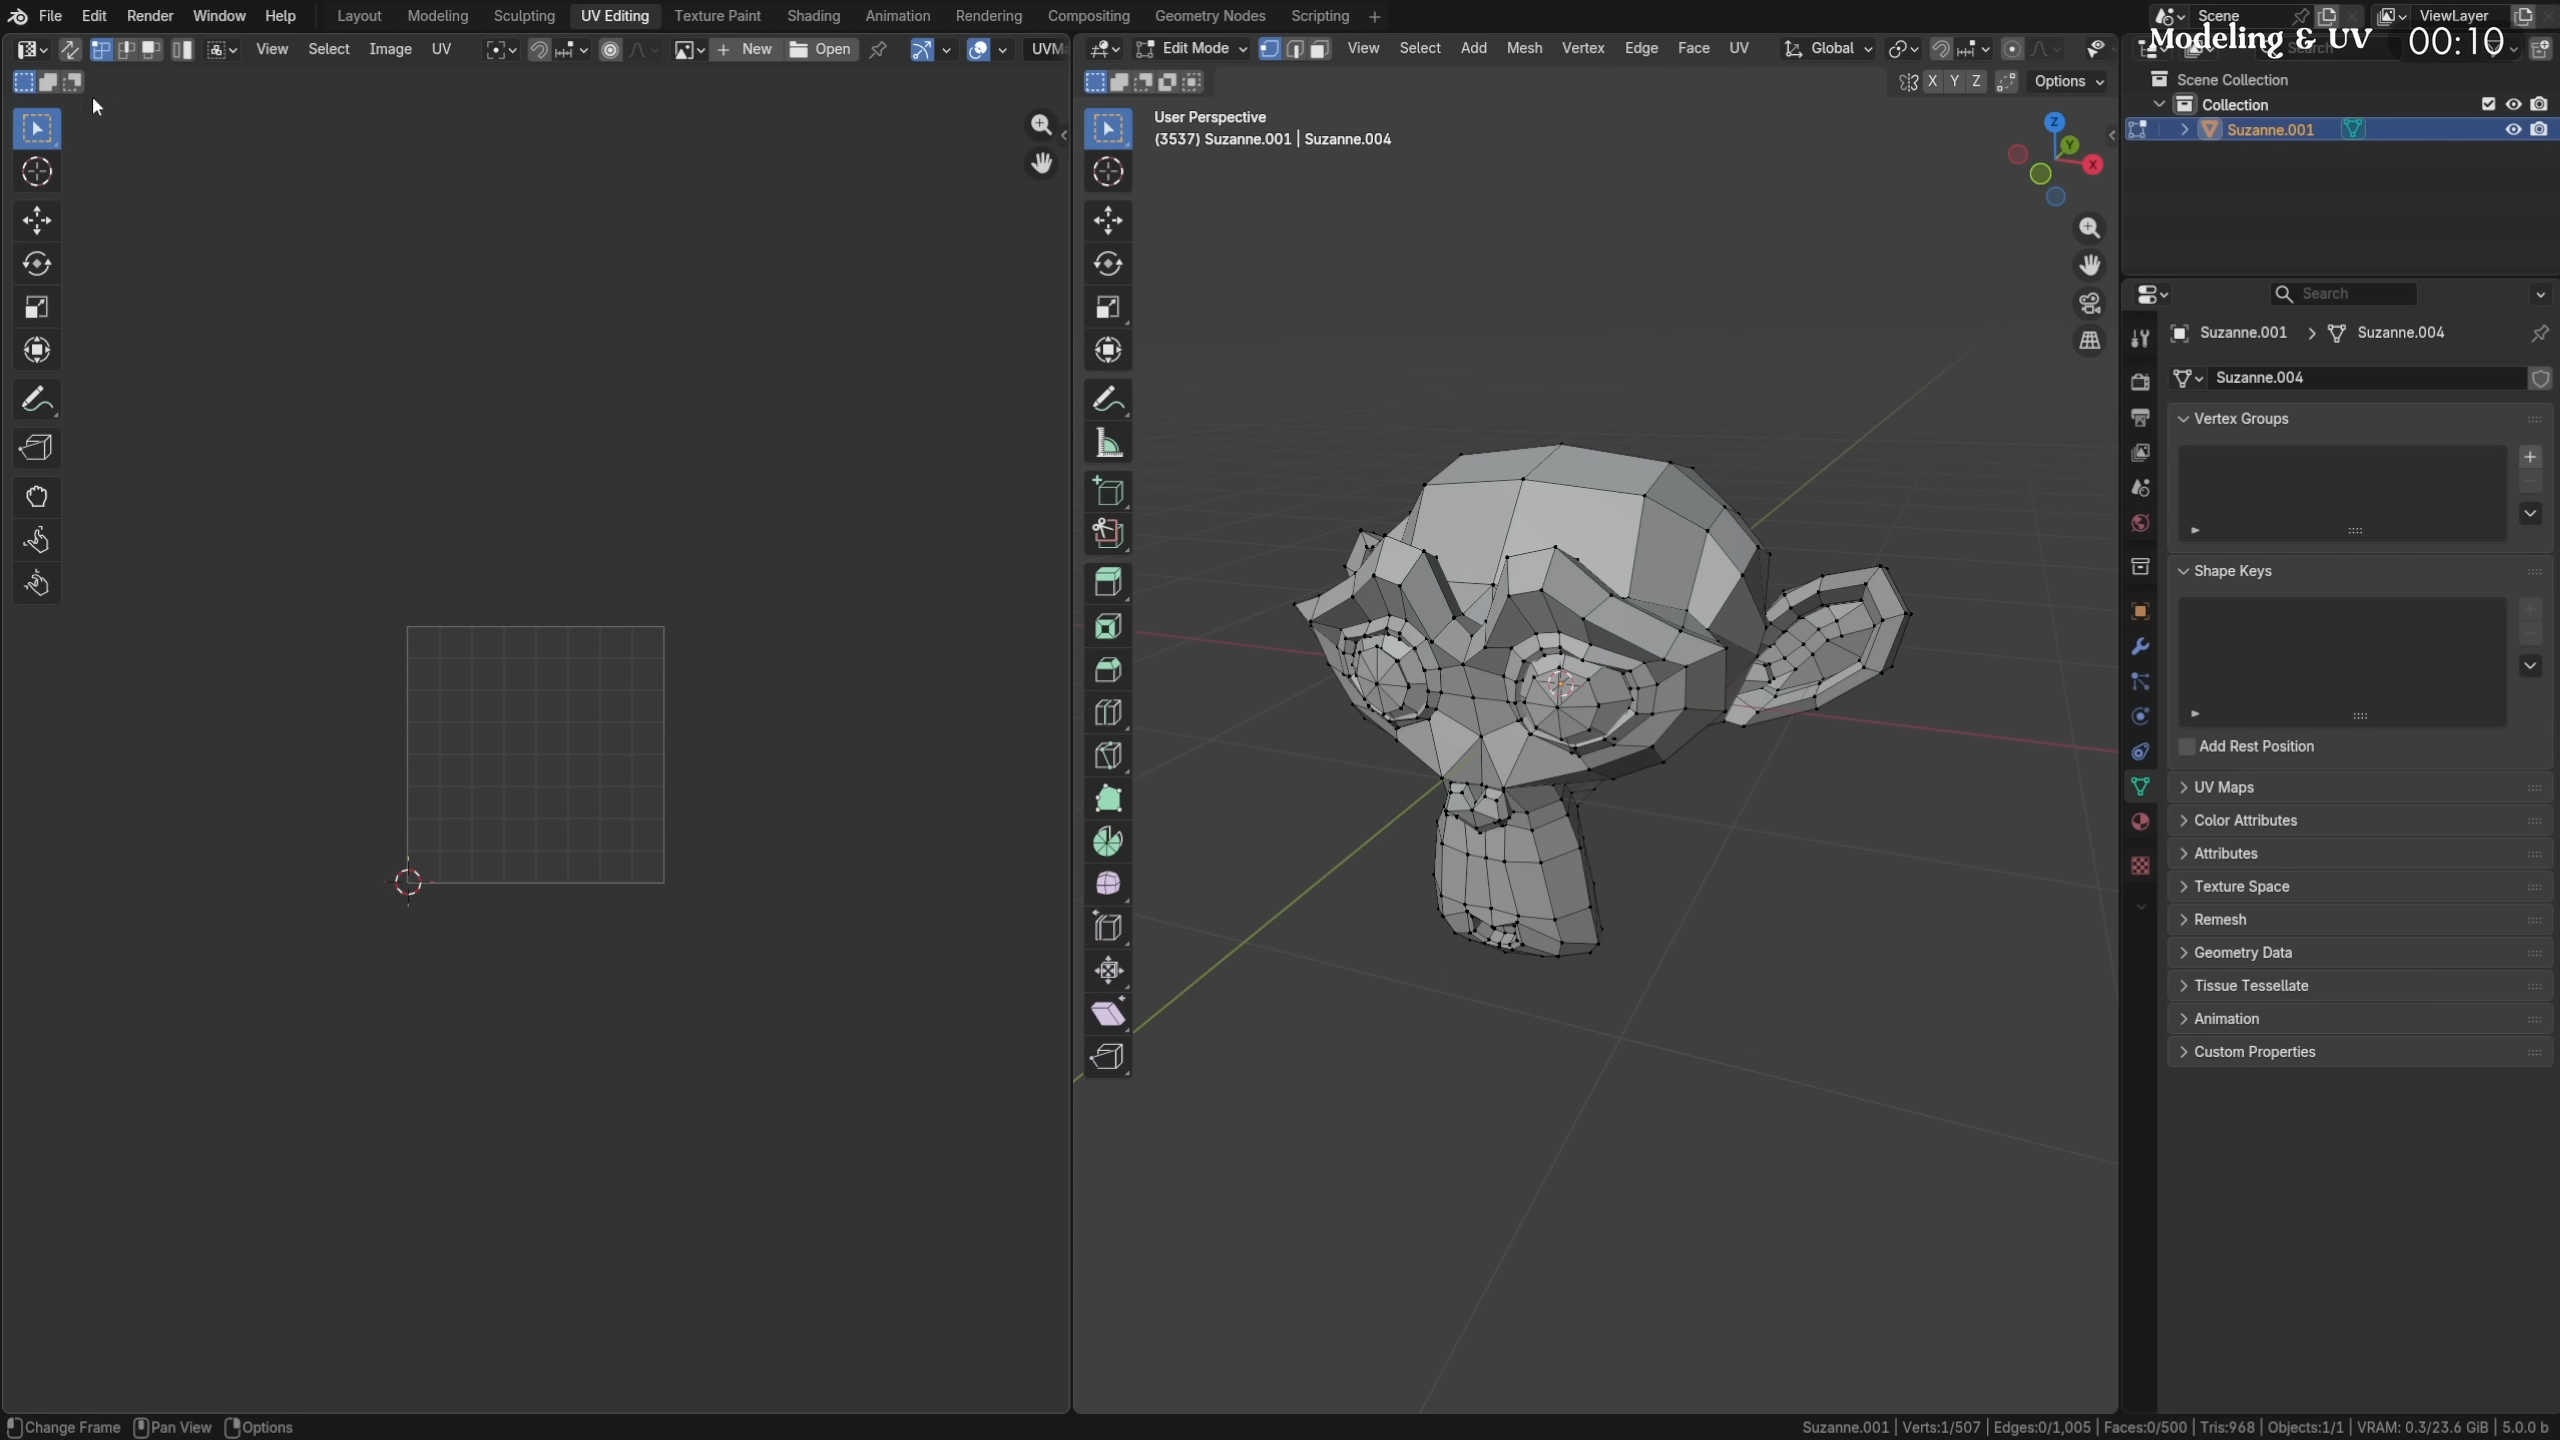 File Edit Render Window Help Layout Modeling Sculpting UV Editing Texture Paint Shading Animation Rendering Compositing Geometry Nodes Scripting + Scene ViewLayer
Modeling & UV 00:10
View Select Image UV New Open UVM
Edit Mode View Select Add Mesh Vertex Edge Face UV Global
Search
X Y Z Options
User Perspective
(3537) Suzanne.001 | Suzanne.004
Z
Y
X
Scene Collection
Collection
Suzanne.001
Search
Suzanne.001 > Suzanne.004
Suzanne.004
Vertex Groups
Shape Keys
Add Rest Position
UV Maps
Color Attributes
Attributes
Texture Space
Remesh
Geometry Data
Tissue Tessellate
Animation
Custom Properties
Change Frame Pan View Options
Suzanne.001 | Verts:1/507 | Edges:0/1,005 | Faces:0/500 | Tris:968 | Objects:1/1 | VRAM: 0.3/23.6 GiB | 5.0.0 b